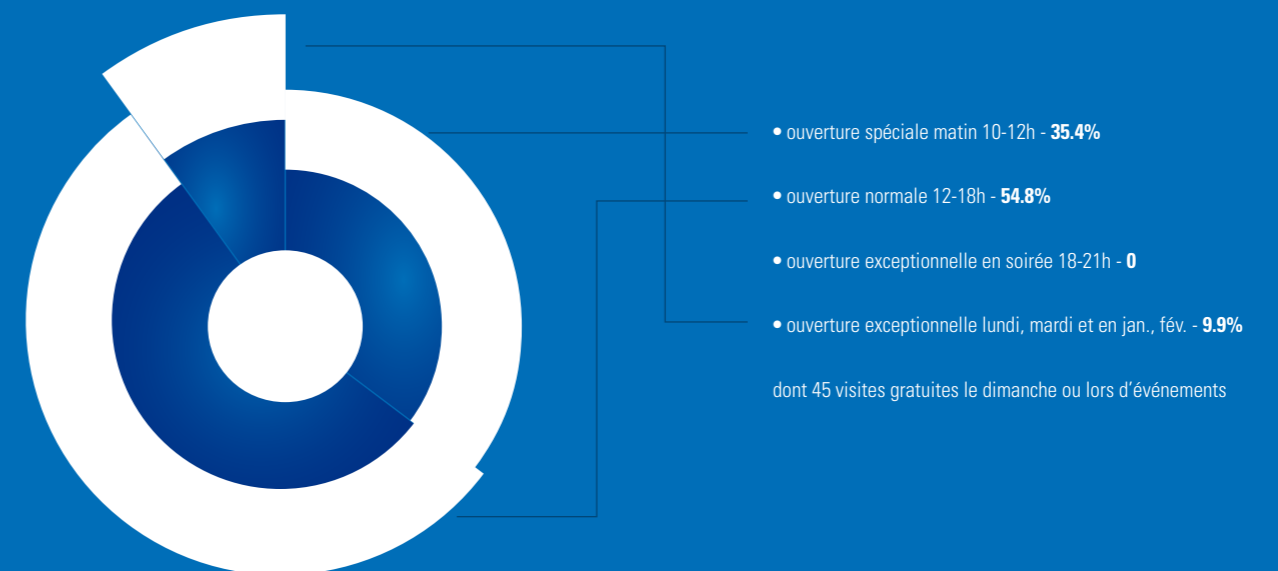 • ouverture spéciale matin 10-12h - 35.4%
• ouverture normale 12-18h - 54.8%
• ouverture exceptionnelle en soirée 18-21h - 0
• ouverture exceptionnelle lundi, mardi et en jan., fév. - 9.9%
dont 45 visites gratuites le dimanche ou lors d’événements